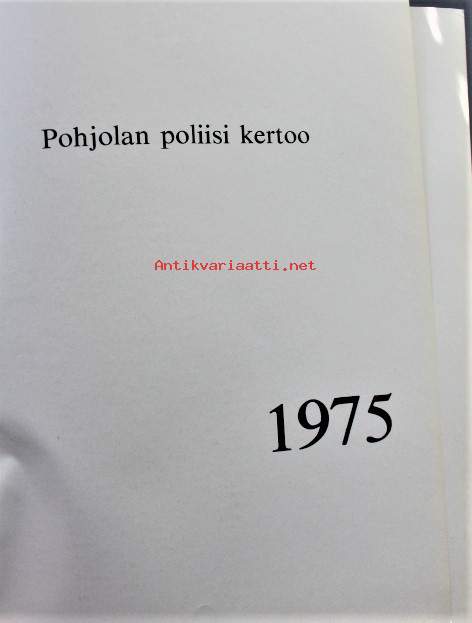 Pohjolan poliisi kertoo
Antikvariaatti.net
1975